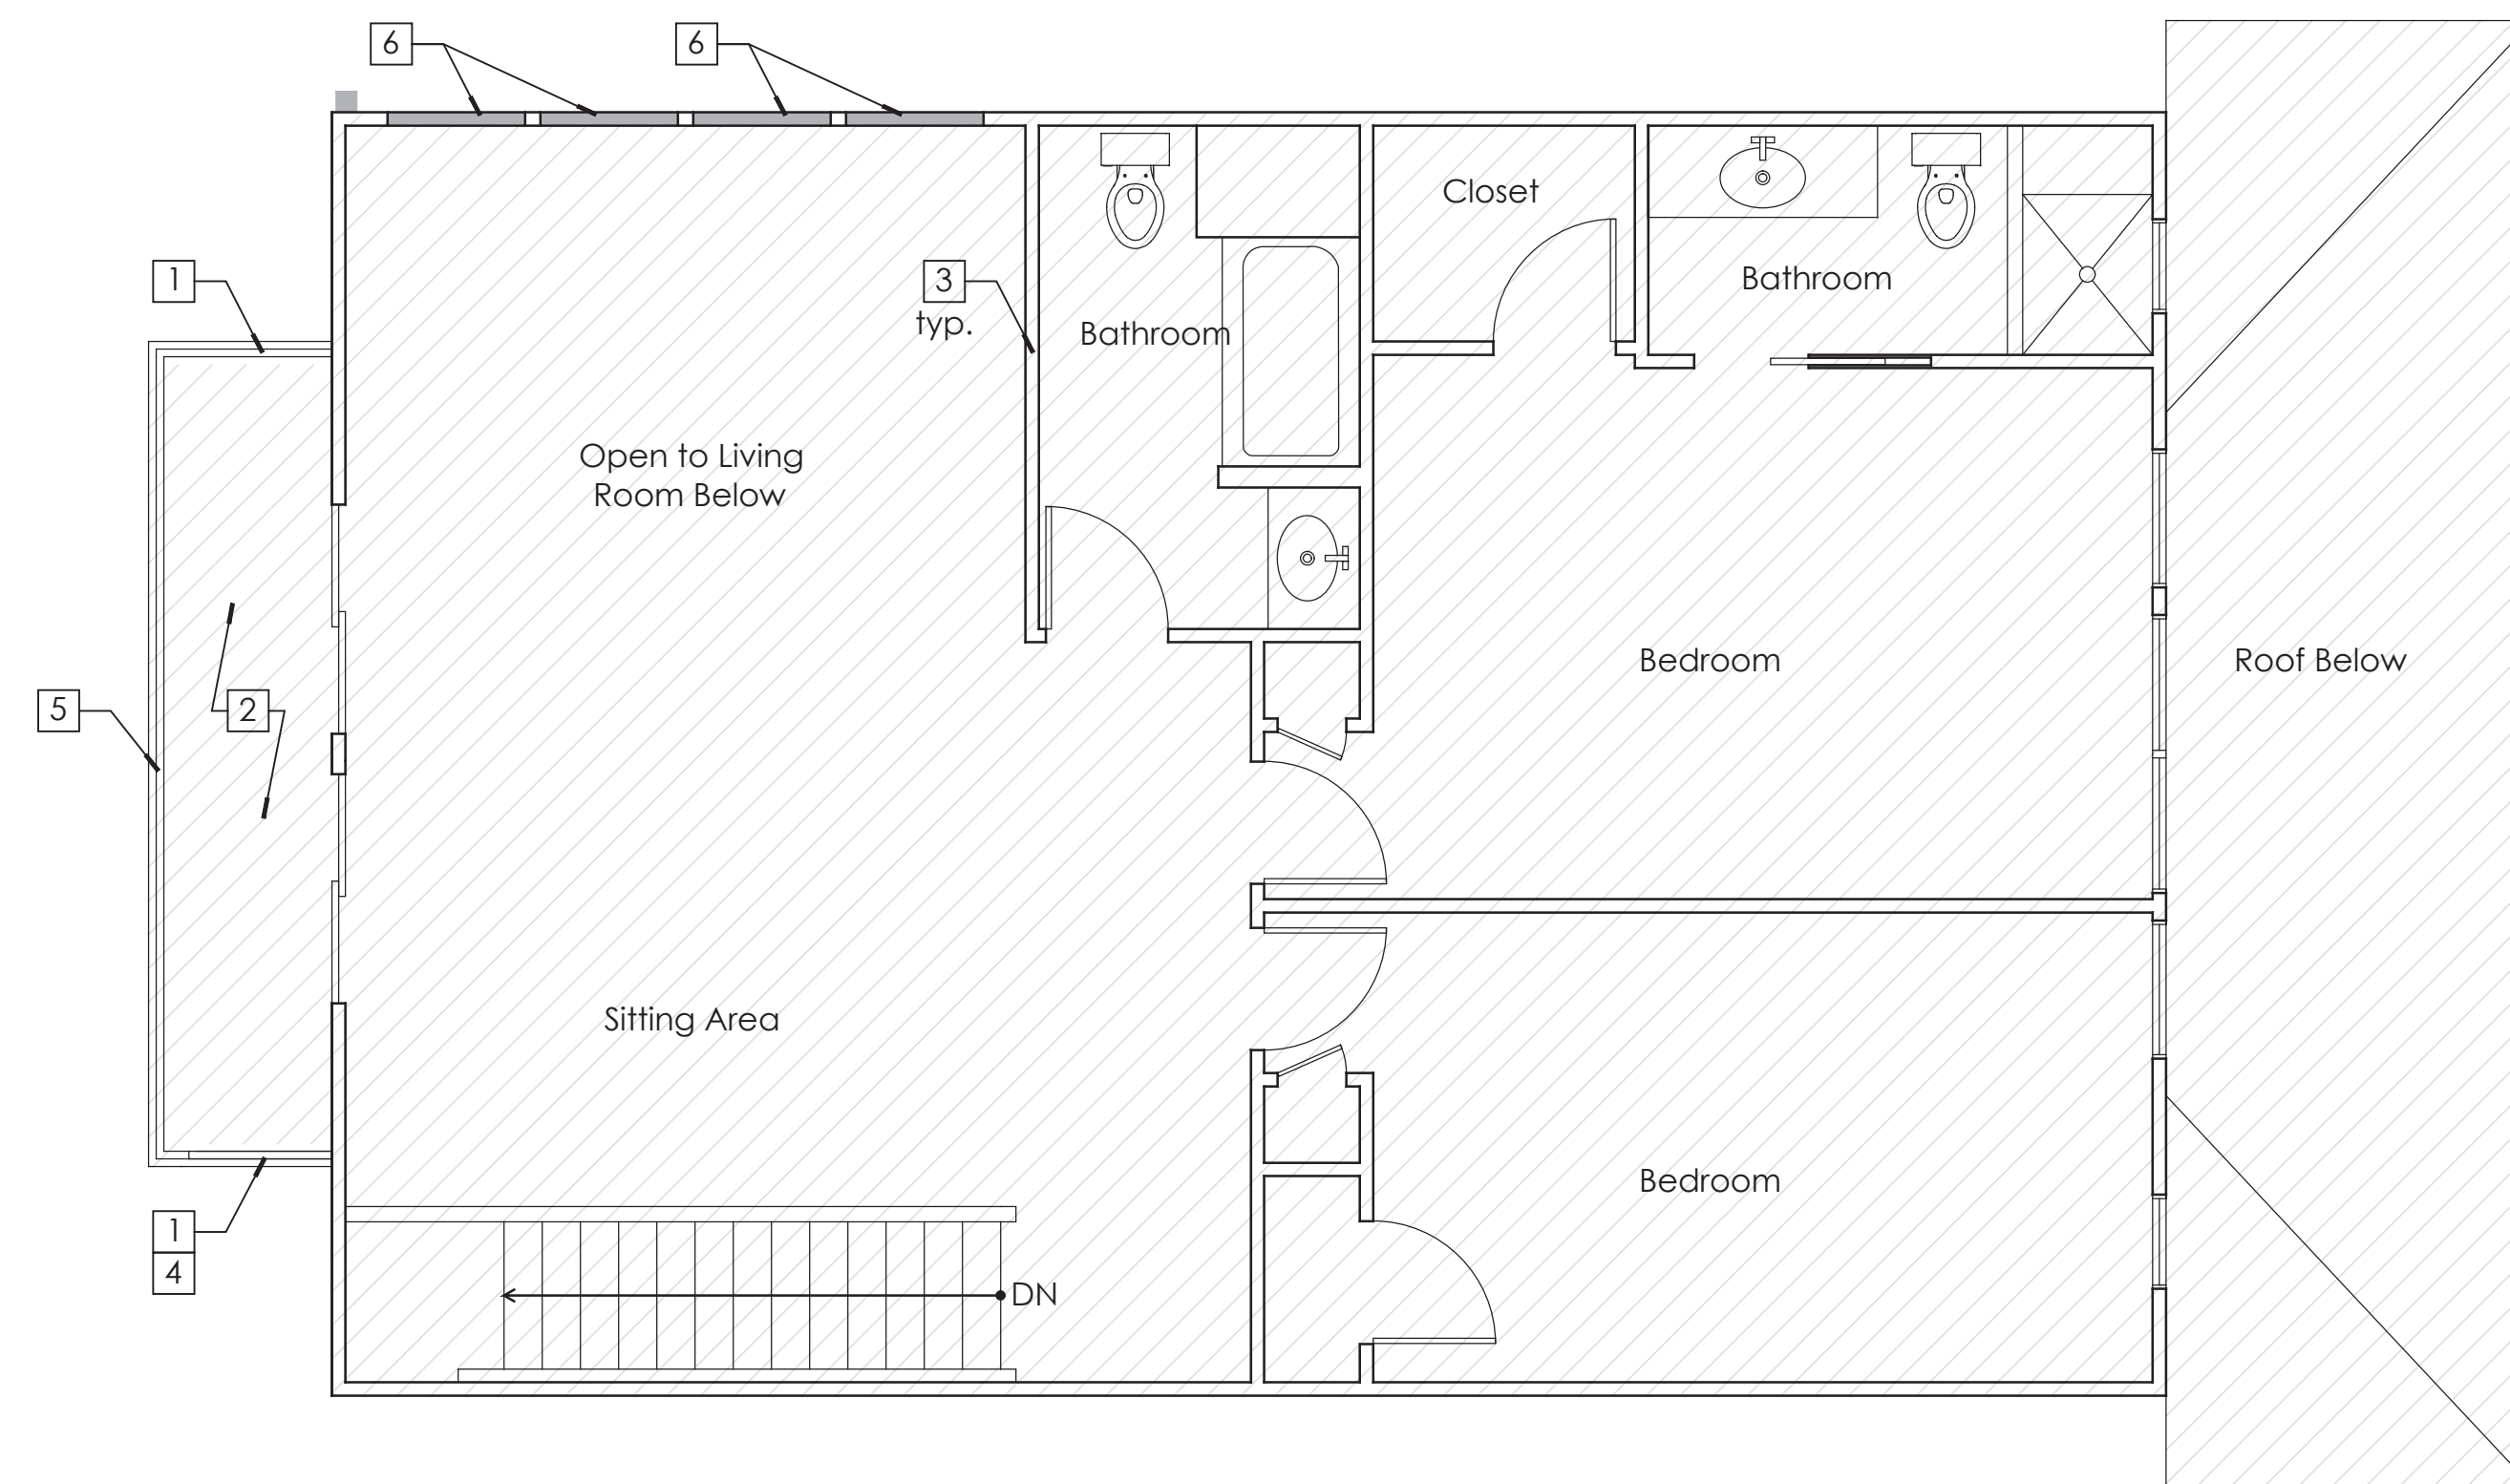 6
6
Closet
1
3
typ.
Bathroom
Bathroom
Open to Living
Room Below
Bedroom
Roof Below
5
2
Sitting Area
Bedroom
1
4
DN